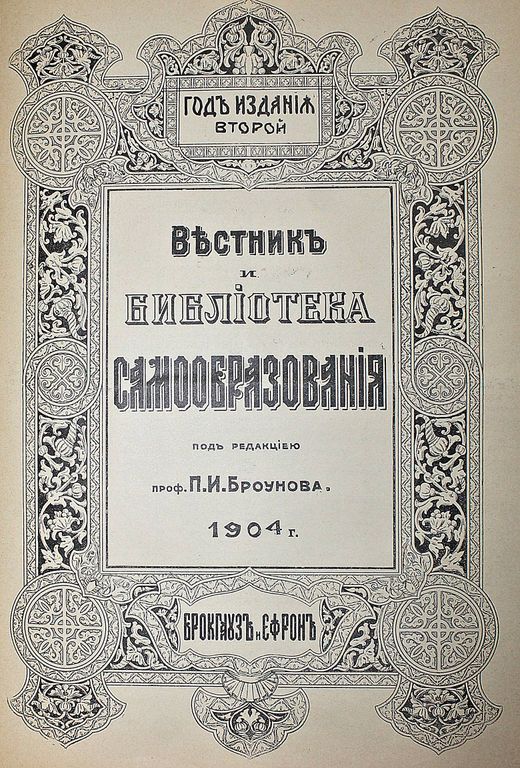 ГОДЪ ИЗДАНІЯ
ВТОРОЙ
ВѢСТНИКЪ
И
БИБЛІОТЕКА
САМООБРАЗОВАНІЯ
ПОДЪ РЕДАКЦІЕЮ
ПРОФ. П.И.БРОУНОВА.
1904 Г.
БРОКГАУЗЪ И ЕФРОНЪ